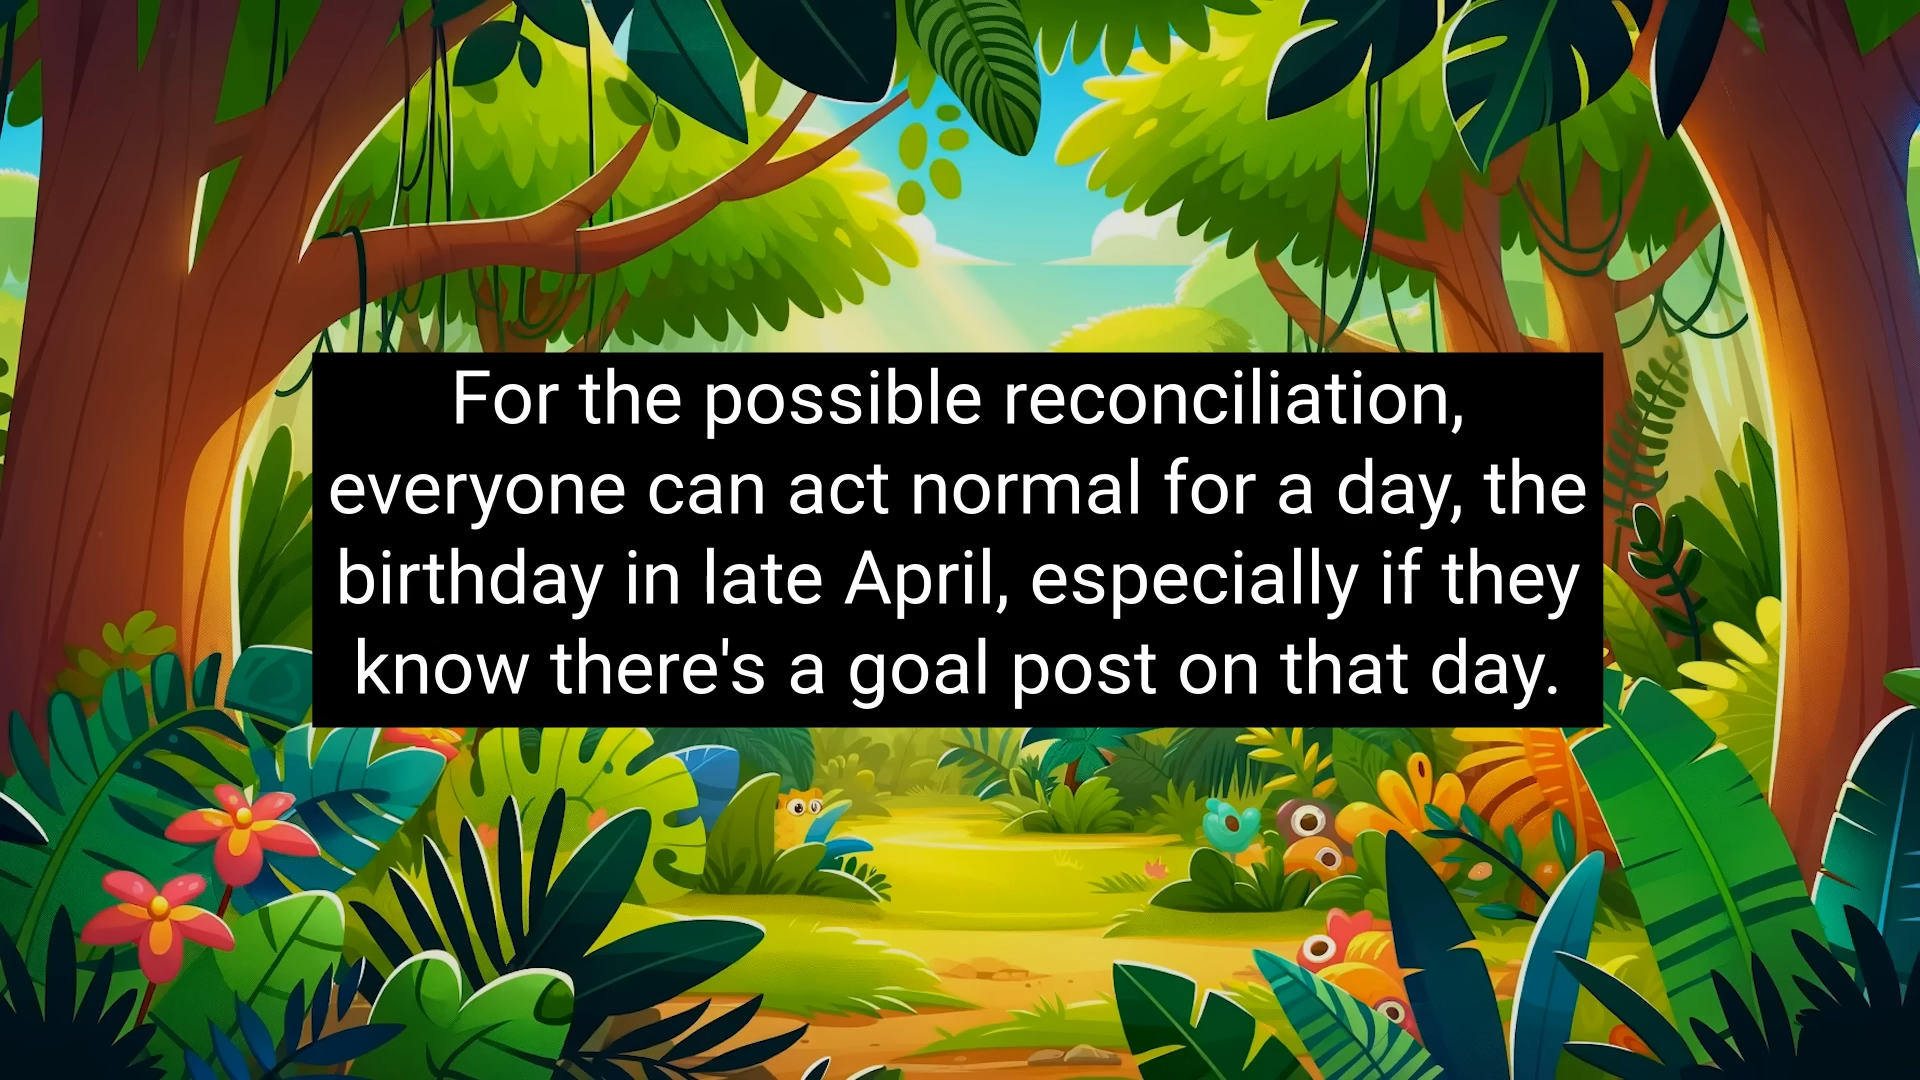 For the possible reconciliation,
everyone can act normal for a day, the
birthday in late April, especially if they
know there's a goal post on that day.